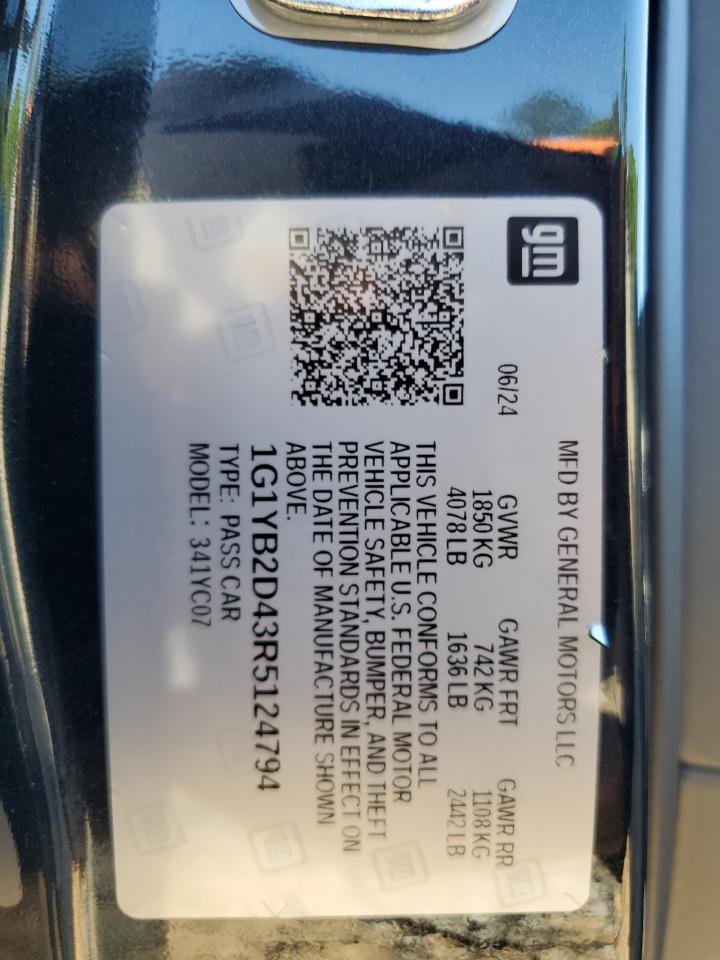 gm
MFD BY GENERAL MOTORS LLC
06/24 GVWR GAWR FRT GAWR RR
1850 KG 742 KG 1108 KG
4078 LB 1636 LB 2442 LB
THIS VEHICLE CONFORMS TO ALL
APPLICABLE U.S. FEDERAL MOTOR
VEHICLE SAFETY, BUMPER, AND THEFT
PREVENTION STANDARDS IN EFFECT ON
THE DATE OF MANUFACTURE SHOWN
ABOVE.
1G1YB2D43R5124794
TYPE: PASS CAR
MODEL: 341YC07